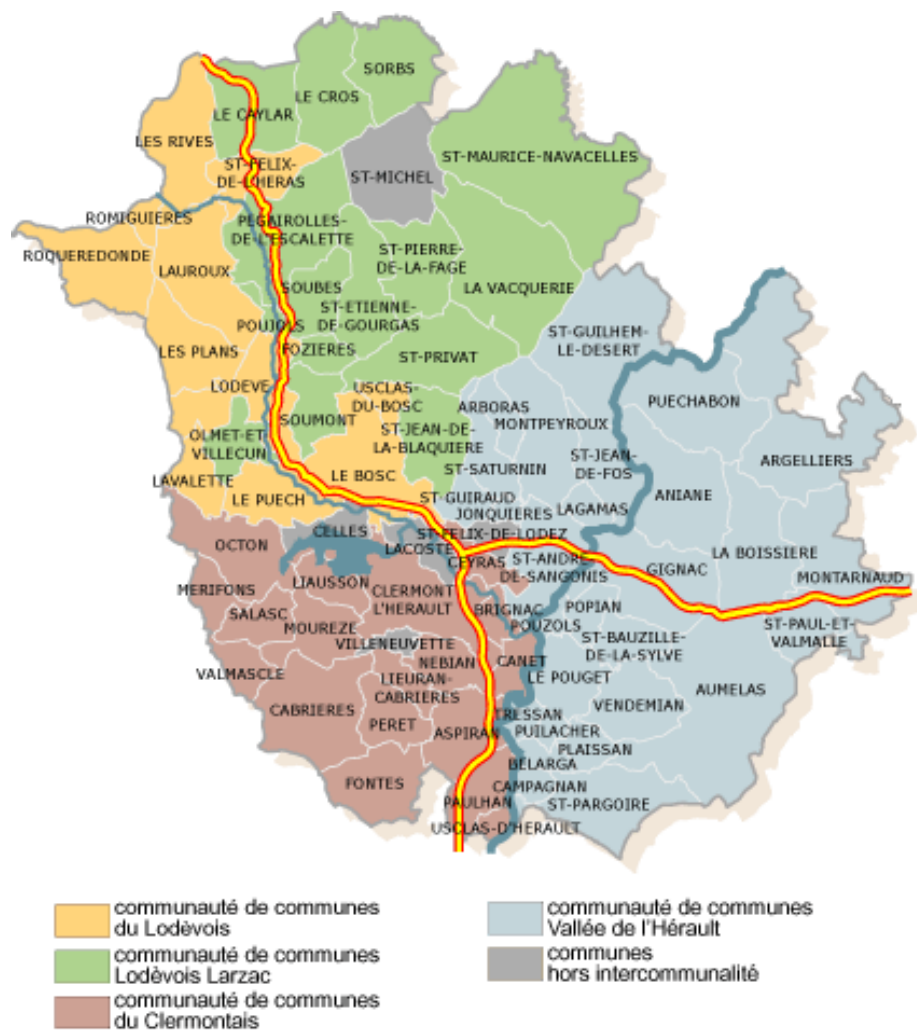 SORBS
LE CROS
LE CAYLAR
LES RIVES
ST-MAURICE-NAVACELLES
ST-FELIX-
DE-L'HERAS
ST-MICHEL
ROMIGUIERES
PEGAIROLLES-
DE-L'ESCALETTE
ROQUEREDONDE
LAUROUX
ST-PIERRE-
DE-LA-FAGE
SOUBES
LA VACQUERIE
ST-ETIENNE-
DE-GOURGAS
POUJOLS
ST-GUILHEM-
LE-DESERT
LES PLANS
FOZIERES
ST-PRIVAT
LODEVE
USCLAS-
DU-BOSC
PUECHABON
ARBORAS
SOUMONT
MONTPEYROUX
ST-JEAN-DE-
LA-BLAQUIERE
OLMET-ET-
VILLECUN
ST-JEAN-
DE-FOS
ARGELLIERS
ST-SATURNIN
LE BOSC
LAVALETTE
LE PUECH
ST-GUIRAUD
ANIANE
JONQUIERES
LAGAMAS
CELLES
ST-FELIX-DE-LODEZ
OCTON
LACOSTE
LA BOISSIERE
CEYRAS
ST-ANDRE-
DE-SANGONIS
GIGNAC
MONTARNAUD
LIAUSSON
MERIFONS
CLERMONT
L'HERAULT
BRIGNAC
POPIAN
SALASC
POUZOLS
ST-PAUL-ET-
VALMALLE
MOUREZE
ST-BAUZILLE-
DE-LA-SYLVE
VILLENEUVETTE
NEBIAN
CANET
VALMASCLE
LIEURAN-
CABRIERES
LE POUGET
AUMELAS
CABRIERES
VENDEMIAN
TRESSAN
PERET
ASPIRAN
PUILACHER
PLAISSAN
BELARGA
FONTES
CAMPAGNAN
PAULHAN
ST-PARGOIRE
USCLAS-D'HERAULT
communauté de communes
du Lodèvois
communauté de communes
Lodèvois Larzac
communauté de communes
du Clermontais
communauté de communes
Vallée de l'Hérault
communes
hors intercommunalité